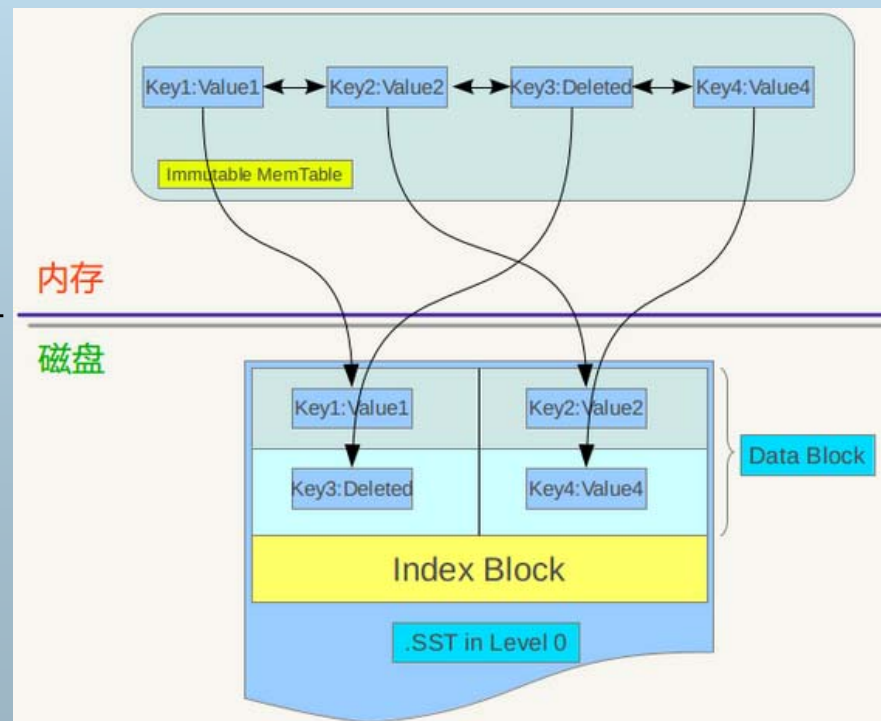 Key1:Value1
Key2:Value2
Key3:Deleted
Key4:Value4
Immutable MemTable
内存
磁盘
Key1:Value1
Key2:Value2
Key3:Deleted
Key4:Value4
Data Block
Index Block
.SST in Level 0